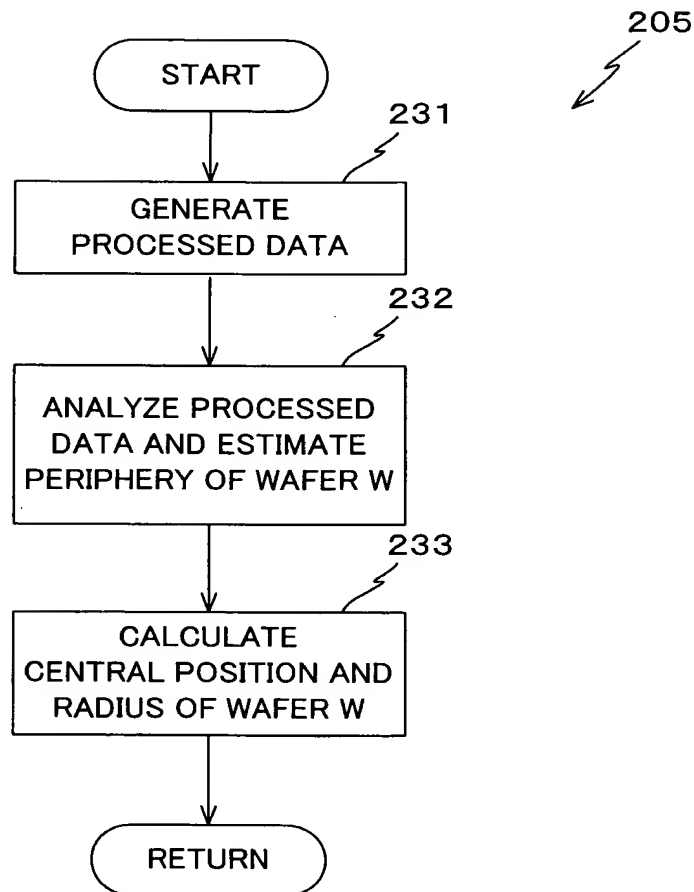 205
START
231
GENERATE
PROCESSED DATA
232
ANALYZE PROCESSED
DATA AND ESTIMATE
PERIPHERY OF WAFER W
233
CALCULATE
CENTRAL POSITION AND
RADIUS OF WAFER W
RETURN